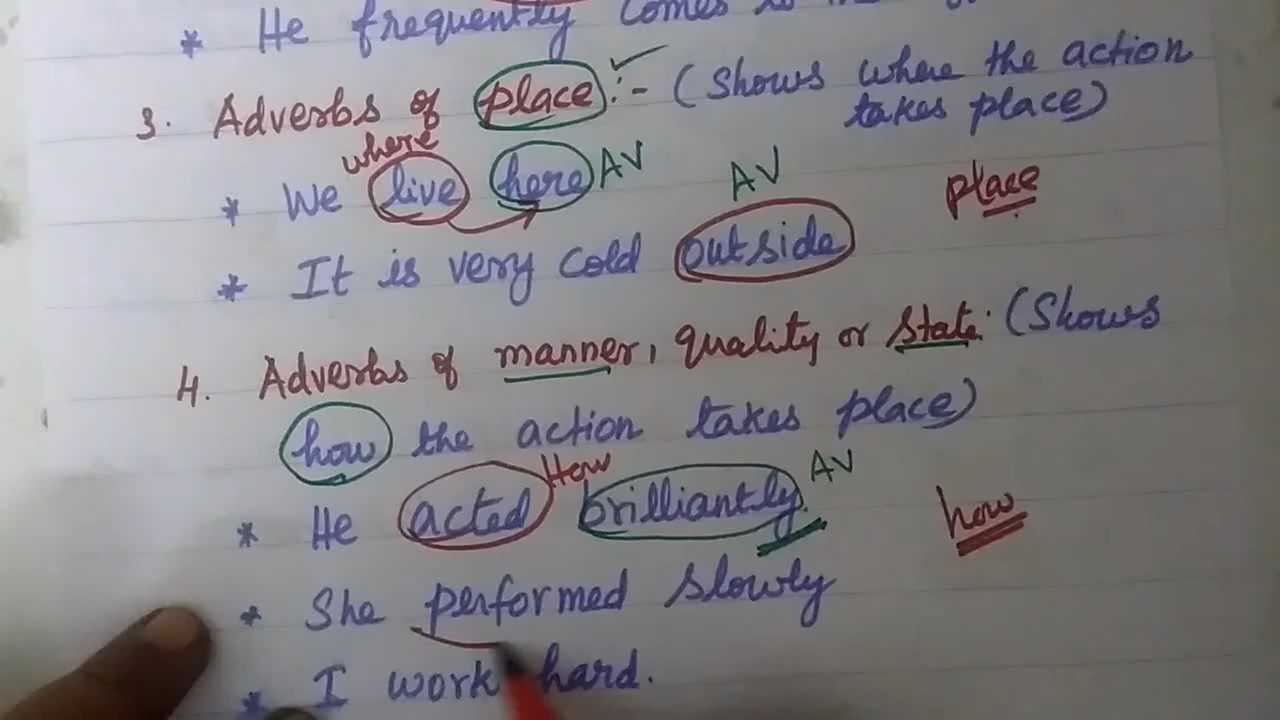 * He frequently comes
3. Adverbs of place :- (Shows where the action
takes place)
where
* We live here AV
AV
place
* It is very cold outside
4. Adverbs of manner, quality or state. (Shows
how the action takes place)
How
* He acted brilliantly. AV
how
* She performed slowly
* I work hard.